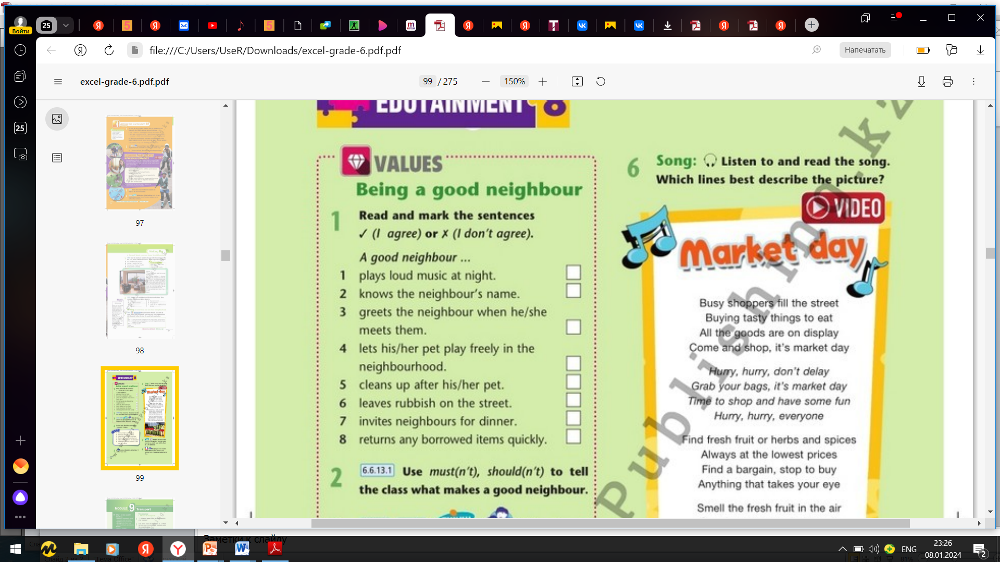 Войти
25
file:///C:/Users/UseR/Downloads/excel-grade-6.pdf.pdf
Напечатать
excel-grade-6.pdf.pdf
99 / 275
150%
25
97
98
99
MODULE 9 Transport
EDUTAINMENT 8
VALUES
Being a good neighbour
1 Read and mark the sentences
✓ (I agree) or ✗ (I don't agree).
A good neighbour ...
1 plays loud music at night.
2 knows the neighbour's name.
3 greets the neighbour when he/she
meets them.
4 lets his/her pet play freely in the
neighbourhood.
5 cleans up after his/her pet.
6 leaves rubbish on the street.
7 invites neighbours for dinner.
8 returns any borrowed items quickly.
2 6.6.13.1 Use must(n't), should(n't) to tell
the class what makes a good neighbour.
6 Song: Listen to and read the song.
Which lines best describe the picture?
VIDEO
Market day
Busy shoppers fill the street
Buying tasty things to eat
All the goods are on display
Come and shop, it's market day
Hurry, hurry, don't delay
Grab your bags, it's market day
Time to shop and have some fun
Hurry, hurry, everyone
Find fresh fruit or herbs and spices
Always at the lowest prices
Find a bargain, stop to buy
Anything that takes your eye
Smell the fresh fruit in the air
Заметки к слайду
ENG
23:26
08.01.2024
2
81%